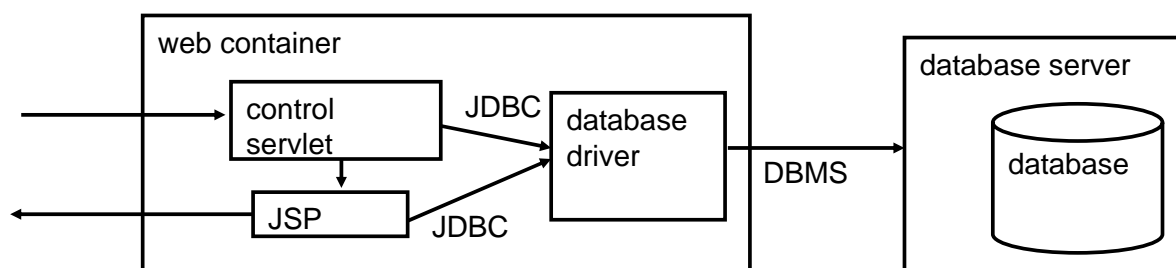 web container
control
servlet
JDBC
database
driver
DBMS
database server
database
JSP
JDBC